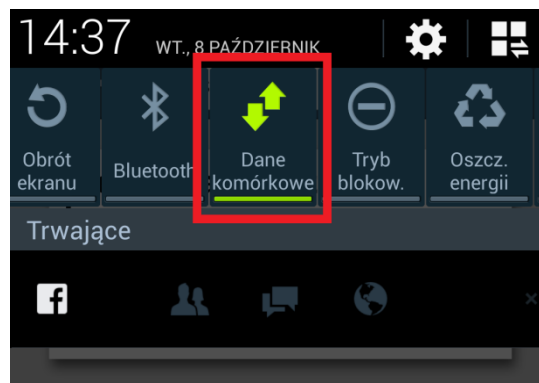 14:37 WT., 8 PAŹDZIERNIK
Obrót
ekranu
Bluetooth
Dane
komórkowe
Tryb
blokow.
Oszcz.
energii
Trwające